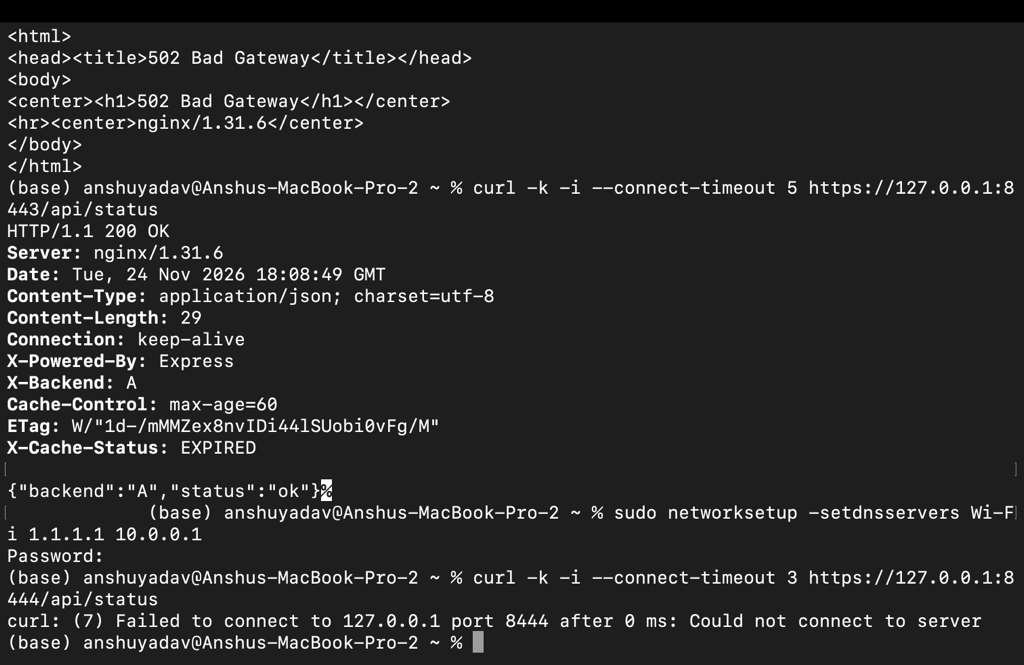 <html>
<head><title>502 Bad Gateway</title></head>
<body>
<center><h1>502 Bad Gateway</h1></center>
<hr><center>nginx/1.31.6</center>
</body>
</html>
(base) anshuyadav@Anshus-MacBook-Pro-2 ~ % curl -k -i --connect-timeout 5 https://127.0.0.1:8
443/api/status
HTTP/1.1 200 OK
Server: nginx/1.31.6
Date: Tue, 24 Nov 2026 18:08:49 GMT
Content-Type: application/json; charset=utf-8
Content-Length: 29
Connection: keep-alive
X-Powered-By: Express
X-Backend: A
Cache-Control: max-age=60
ETag: W/"1d-/mMMZex8nvIDi44lSUobi0vFg/M"
X-Cache-Status: EXPIRED
[ ]
{"backend":"A","status":"ok"}%
[ (base) anshuyadav@Anshus-MacBook-Pro-2 ~ % sudo networksetup -setdnsservers Wi-F]
i 1.1.1.1 10.0.0.1
Password:
(base) anshuyadav@Anshus-MacBook-Pro-2 ~ % curl -k -i --connect-timeout 3 https://127.0.0.1:8
444/api/status
curl: (7) Failed to connect to 127.0.0.1 port 8444 after 0 ms: Could not connect to server
(base) anshuyadav@Anshus-MacBook-Pro-2 ~ %